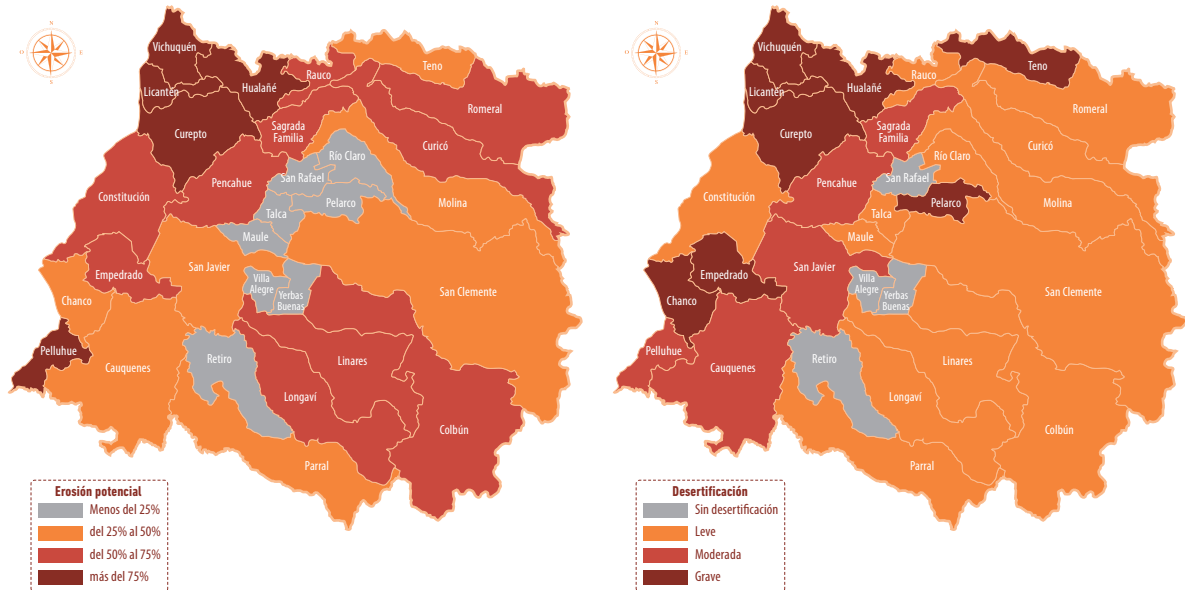 N
O
E
S
Vichuquén
Licantén
Hualañé
Rauco
Teno
Romeral
Curepto
Sagrada
Familia
Curicó
Río Claro
San Rafael
Pencahue
Constitución
Pelarco
Molina
Talca
Maule
San Javier
Empedrado
Villa
Alegre
Yerbas
Buenas
San Clemente
Chanco
Pelluhue
Cauquenes
Retiro
Linares
Longaví
Colbún
Parral
Erosión potencial
Menos del 25%
del 25% al 50%
del 50% al 75%
más del 75%
N
O
E
S
Vichuquén
Licantén
Hualañé
Rauco
Teno
Romeral
Curepto
Sagrada
Familia
Curicó
Río Claro
San Rafael
Pencahue
Constitución
Pelarco
Molina
Talca
Maule
San Javier
Empedrado
Villa
Alegre
Yerbas
Buenas
San Clemente
Chanco
Pelluhue
Cauquenes
Retiro
Linares
Longaví
Colbún
Parral
Desertificación
Sin desertificación
Leve
Moderada
Grave